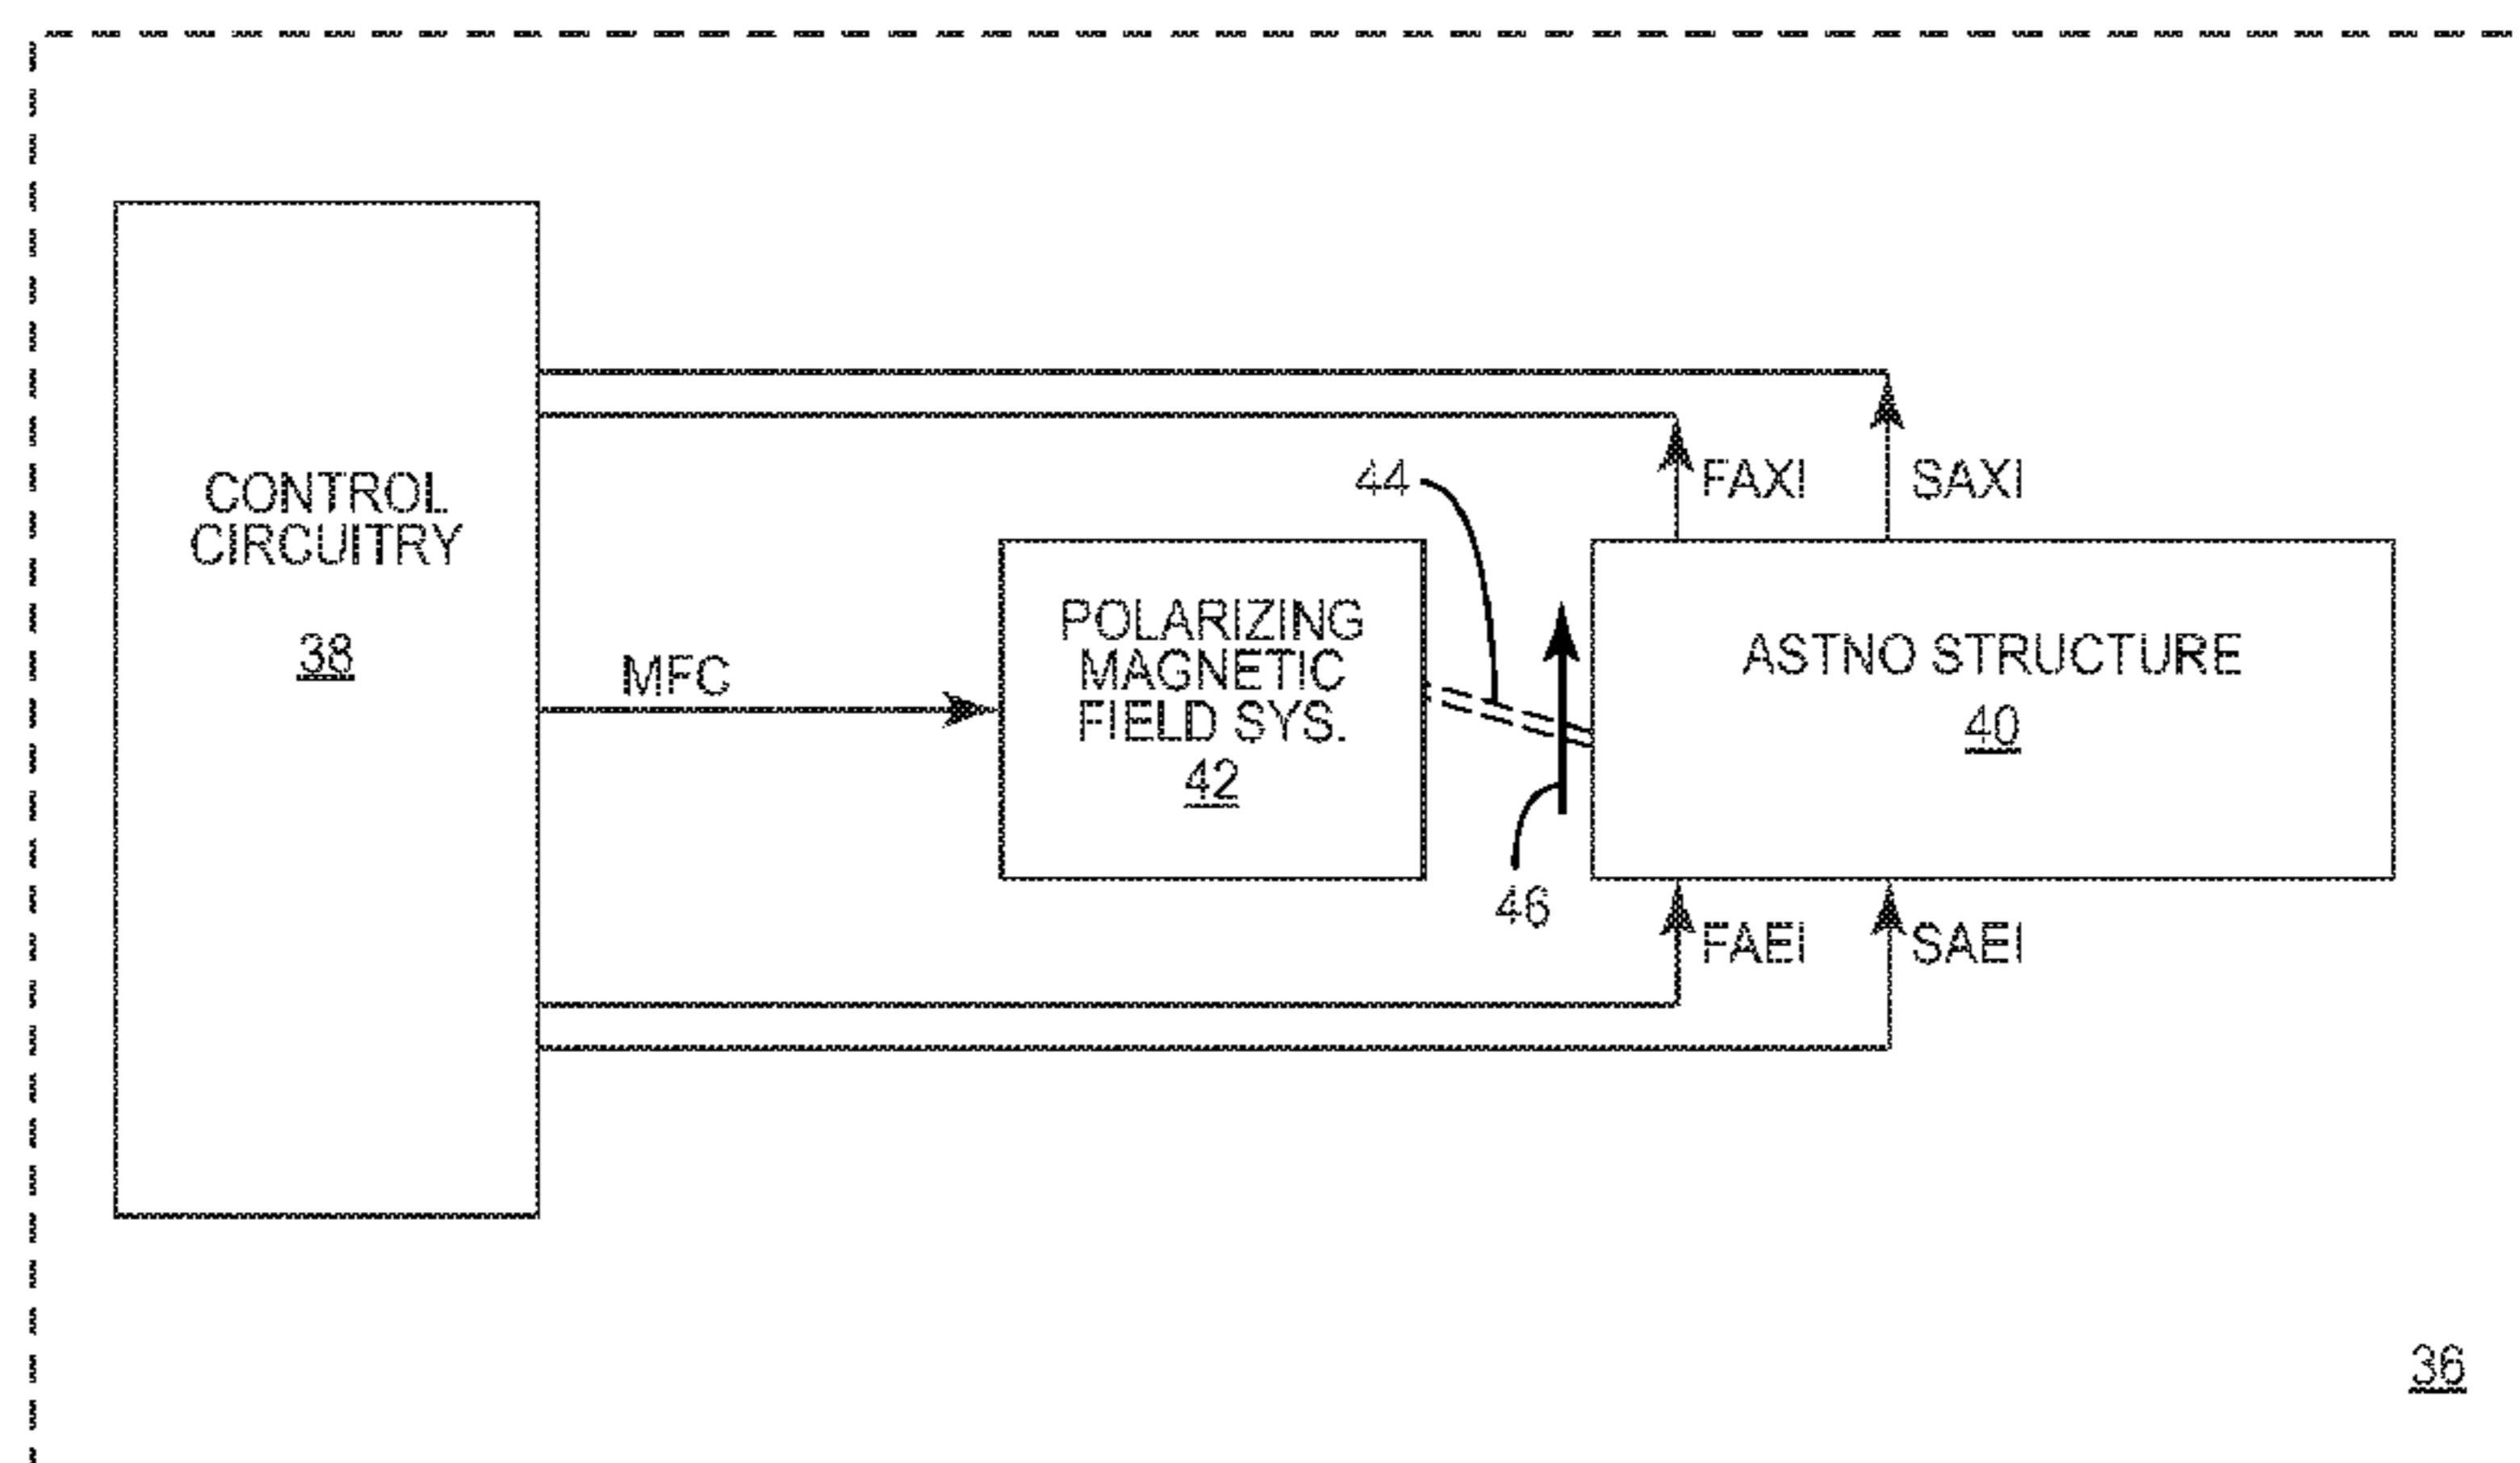 CONTROL
CIRCUITRY
38
MFC
POLARIZING
MAGNETIC
FIELD SYS.
42
44
46
FAXI
SAXI
ASTNO STRUCTURE
40
FAEI
SAEI
36